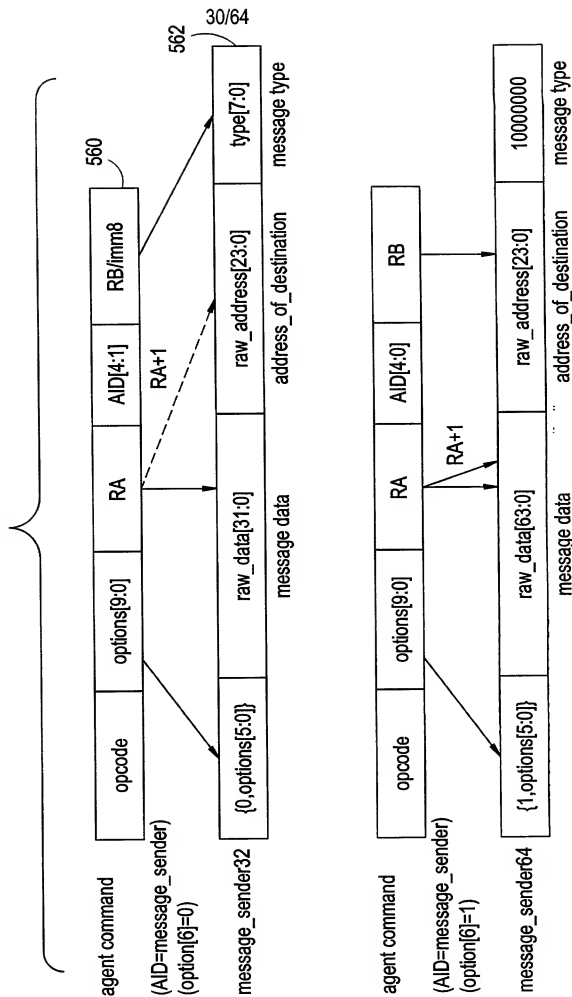 30/64
562
560
agent command
opcode
options[9:0]
RA
AID[4:1]
RB/imm8
(AID=message_sender)
(option[6]=0)
RA+1
message_sender32
{0,options[5:0]}
raw_data[31:0]
raw_address[23:0]
type[7:0]
message data
address_of_destination
message type
agent command
opcode
options[9:0]
RA
AID[4:0]
RB
(AID=message_sender)
(option[6]=1)
RA+1
message_sender64
{1,options[5:0]}
raw_data[63:0]
raw_address[23:0]
10000000
message data
address_of_destination
message type